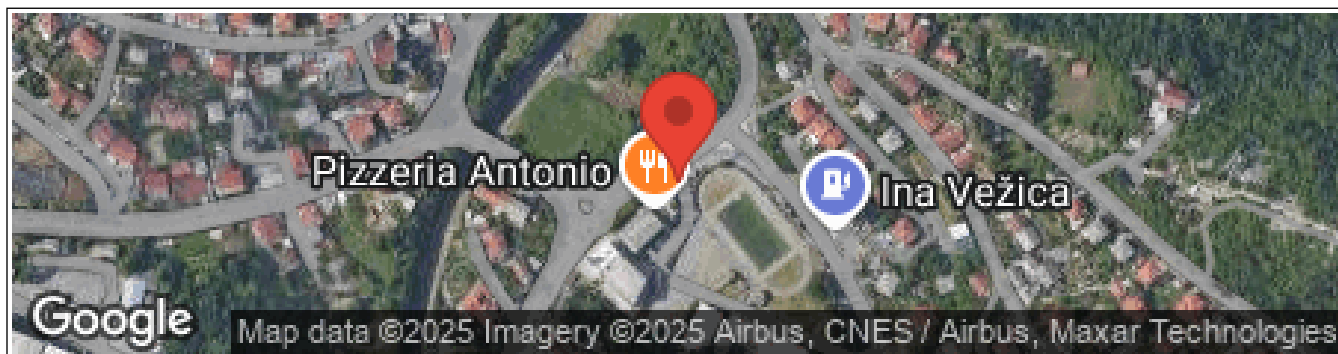 Pizzeria Antonio
Ina Vežica
Google
Map data ©2025 Imagery ©2025 Airbus, CNES / Airbus, Maxar Technologies